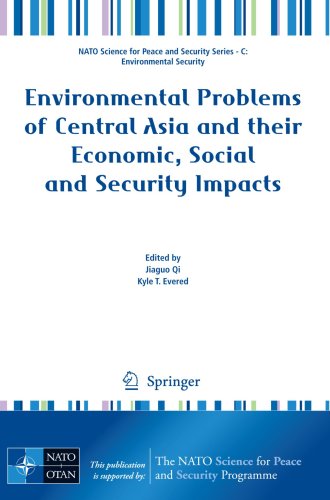 NATO Science for Peace and Security Series - C:
Environmental Security
Environmental Problems
of Central Asia and their
Economic, Social
and Security Impacts
Edited by
Jiaguo Qi
Kyle T. Evered
Springer
NATO
OTAN
This publication
is supported by:
The NATO Science for Peace
and Security Programme